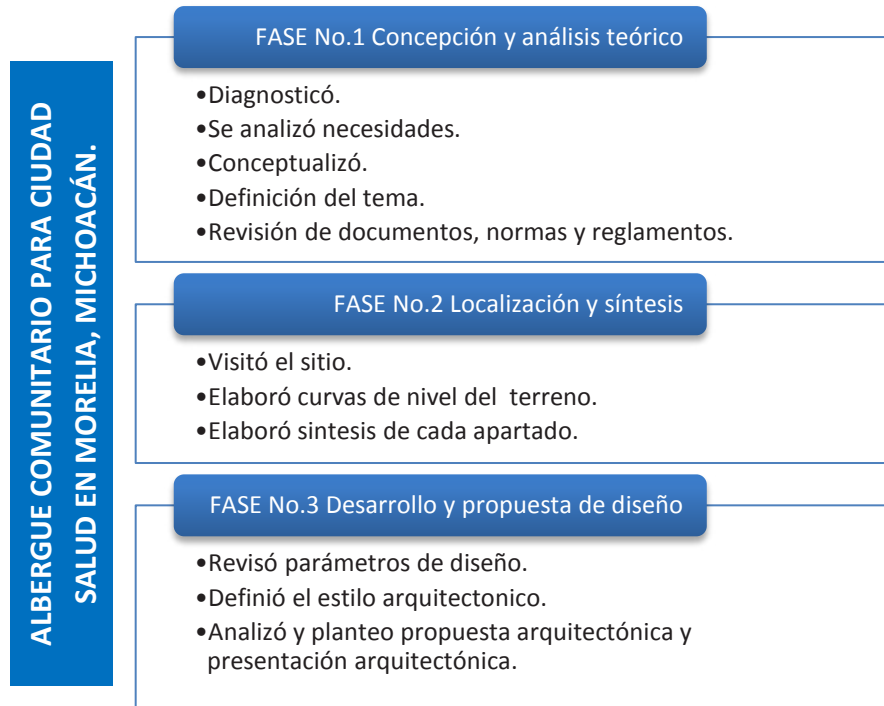 ALBERGUE COMUNITARIO PARA CIUDAD
SALUD EN MORELIA, MICHOACÁN.
FASE No.1 Concepción y análisis teórico
•Diagnosticó.
•Se analizó necesidades.
•Conceptualizó.
•Definición del tema.
•Revisión de documentos, normas y reglamentos.
FASE No.2 Localización y síntesis
•Visitó el sitio.
•Elaboró curvas de nivel del  terreno.
•Elaboró sintesis de cada apartado.
FASE No.3 Desarrollo y propuesta de diseño
•Revisó parámetros de diseño.
•Definió el estilo arquitectonico.
•Analizó y planteo propuesta arquitectónica y
presentación arquitectónica.